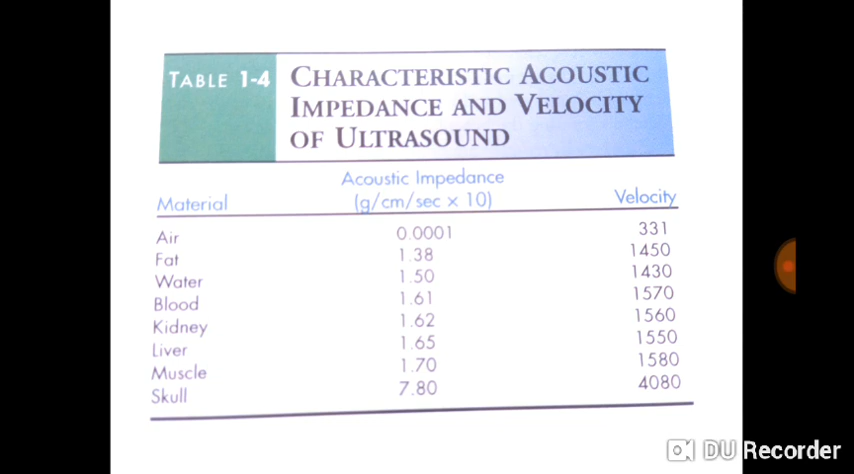 TABLE 1-4
CHARACTERISTIC ACOUSTIC
IMPEDANCE AND VELOCITY
OF ULTRASOUND
Material Acoustic Impedance (g/cm/sec x 10) Velocity
Air 0.0001 331
Fat 1.38 1450
Water 1.50 1430
Blood 1.61 1570
Kidney 1.62 1560
Liver 1.65 1550
Muscle 1.70 1580
Skull 7.80 4080
DU Recorder